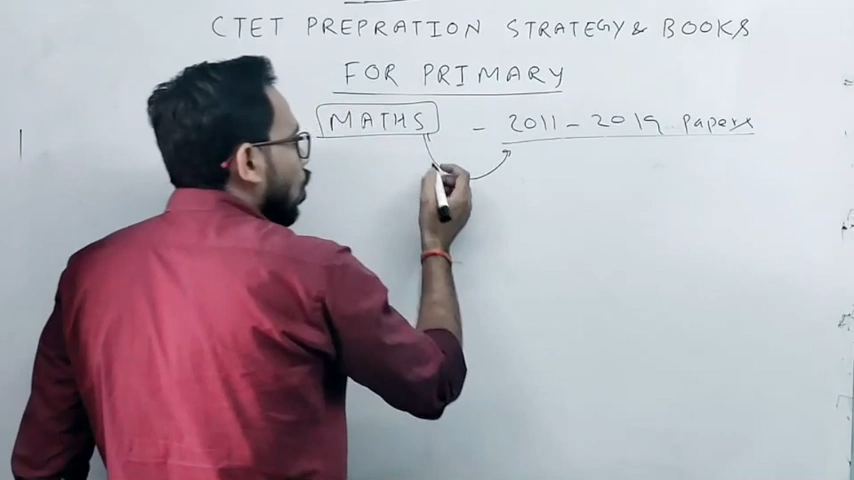 CTET PREPRATION STRATEGY & BOOKS
FOR PRIMARY
MATHS - 2011 - 2019 Papers